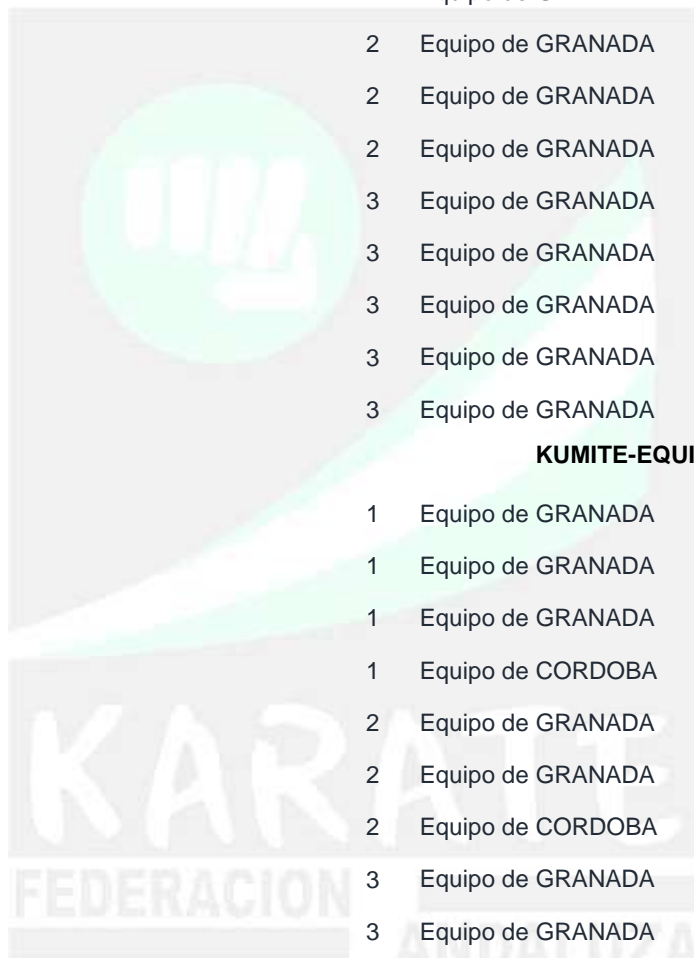 2 Equipo de GRANADA
2 Equipo de GRANADA
2 Equipo de GRANADA
3 Equipo de GRANADA
3 Equipo de GRANADA
3 Equipo de GRANADA
3 Equipo de GRANADA
3 Equipo de GRANADA
KUMITE-EQUI
1 Equipo de GRANADA
1 Equipo de GRANADA
1 Equipo de GRANADA
1 Equipo de CORDOBA
2 Equipo de GRANADA
2 Equipo de GRANADA
2 Equipo de CORDOBA
3 Equipo de GRANADA
3 Equipo de GRANADA
KARATE
FEDERACION
ANDALUZA